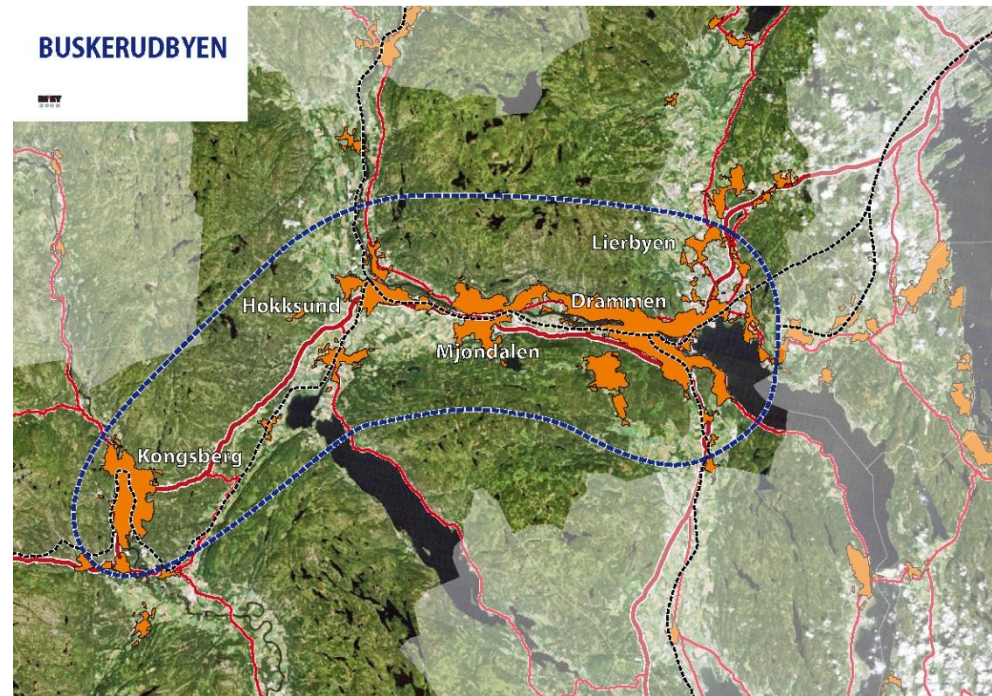 BUSKERUDBYEN
Lierbyen
Hokksund
Drammen
Mjøndalen
Kongsberg